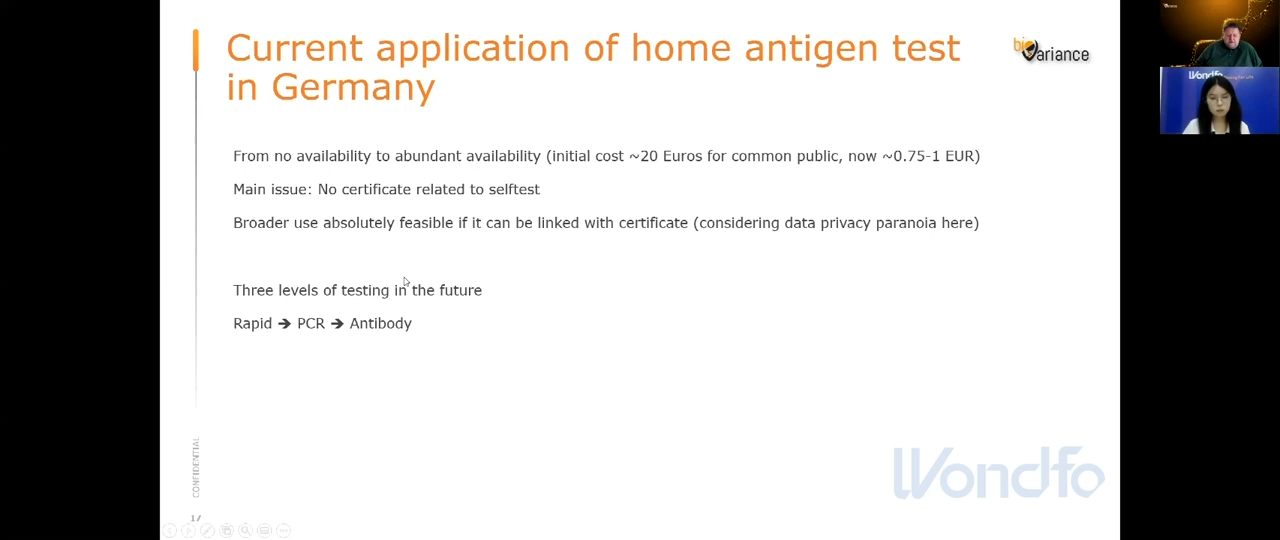 Current application of home antigen test
in Germany
biovariance
From no availability to abundant availability (initial cost ~20 Euros for common public, now ~0.75-1 EUR)
Main issue: No certificate related to selftest
Broader use absolutely feasible if it can be linked with certificate (considering data privacy paranoia here)
Three levels of testing in the future
Rapid ➔ PCR ➔ Antibody
CONFIDENTIAL
17
Wondfo
Wondfo